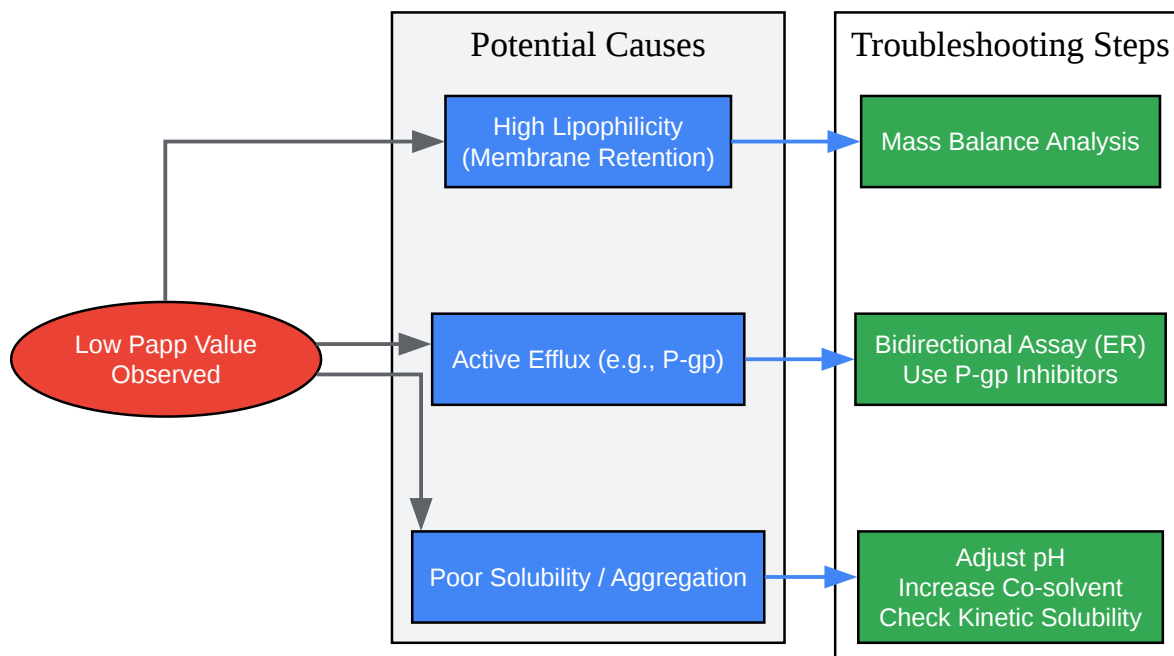 Potential Causes
Troubleshooting Steps
High Lipophilicity
(Membrane Retention)
Mass Balance Analysis
Low Papp Value
Observed
Active Efflux (e.g., P-gp)
Bidirectional Assay (ER)
Use P-gp Inhibitors
Poor Solubility / Aggregation
Adjust pH
Increase Co-solvent
Check Kinetic Solubility